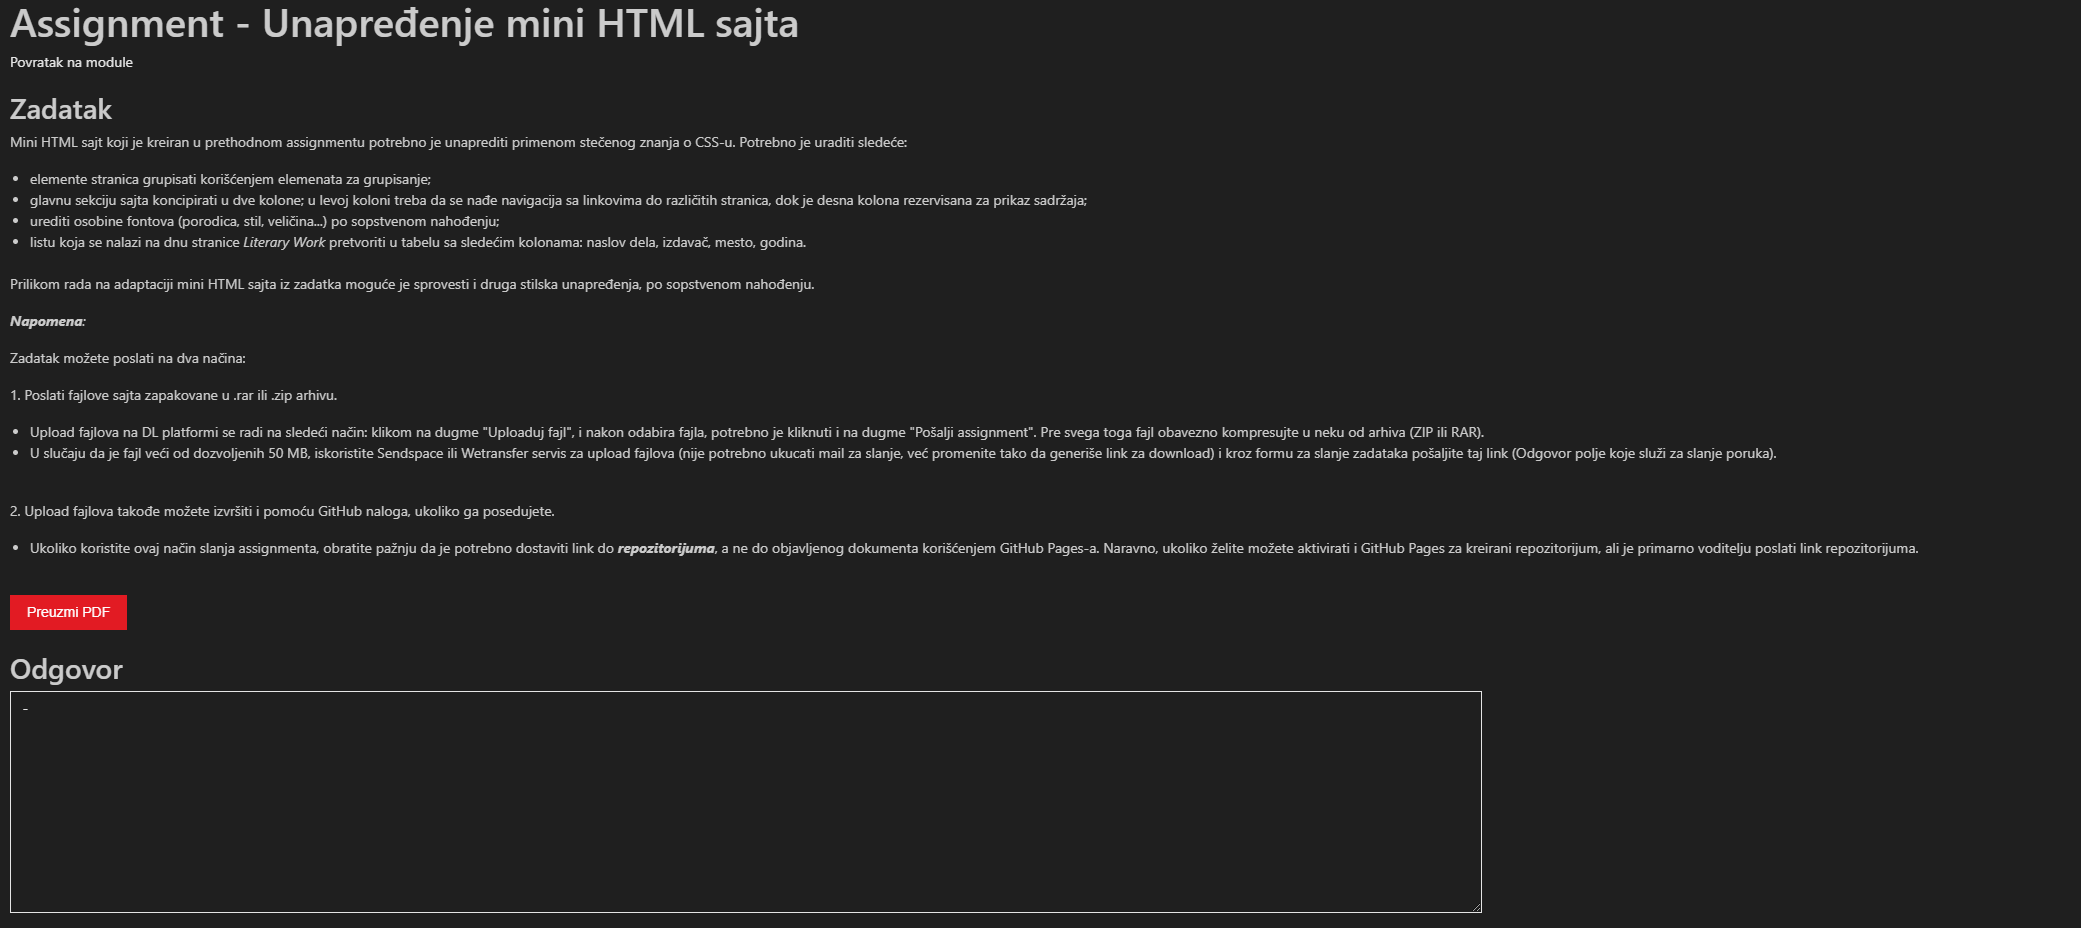 Assignment - Unapređenje mini HTML sajta
Povratak na module
Zadatak
Mini HTML sajt koji je kreiran u prethodnom assignmentu potrebno je unaprediti primenom stečenog znanja o CSS-u. Potrebno je uraditi sledeće:
• elemente stranica grupisati korišćenjem elemenata za grupisanje;
• glavnu sekciju sajta koncipirati u dve kolone; u levoj koloni treba da se nađe navigacija sa linkovima do različitih stranica, dok je desna kolona rezervisana za prikaz sadržaja;
• urediti osobine fontova (porodica, stil, veličina...) po sopstvenom nahođenju;
• listu koja se nalazi na dnu stranice Literary Work pretvoriti u tabelu sa sledećim kolonama: naslov dela, izdavač, mesto, godina.
Prilikom rada na adaptaciji mini HTML sajta iz zadatka moguće je sprovesti i druga stilska unapređenja, po sopstvenom nahođenju.
Napomena:
Zadatak možete poslati na dva načina:
1. Poslati fajlove sajta zapakovane u .rar ili .zip arhivu.
• Upload fajlova na DL platformi se radi na sledeći način: klikom na dugme "Uploaduj fajl", i nakon odabira fajla, potrebno je kliknuti i na dugme "Pošalji assignment". Pre svega toga fajl obavezno kompresujte u neku od arhiva (ZIP ili RAR).
• U slučaju da je fajl veći od dozvoljenih 50 MB, iskoristite Sendspace ili Wetransfer servis za upload fajlova (nije potrebno ukucati mail za slanje, već promenite tako da generiše link za download) i kroz formu za slanje zadataka pošaljite taj link (Odgovor polje koje služi za slanje poruka).
2. Upload fajlova takođe možete izvršiti i pomoću GitHub naloga, ukoliko ga posedujete.
• Ukoliko koristite ovaj način slanja assignmenta, obratite pažnju da je potrebno dostaviti link do repozitorijuma, a ne do objavljenog dokumenta korišćenjem GitHub Pages-a. Naravno, ukoliko želite možete aktivirati i GitHub Pages za kreirani repozitorijum, ali je primarno voditelju poslati link repozitorijuma.
Preuzmi PDF
Odgovor
-